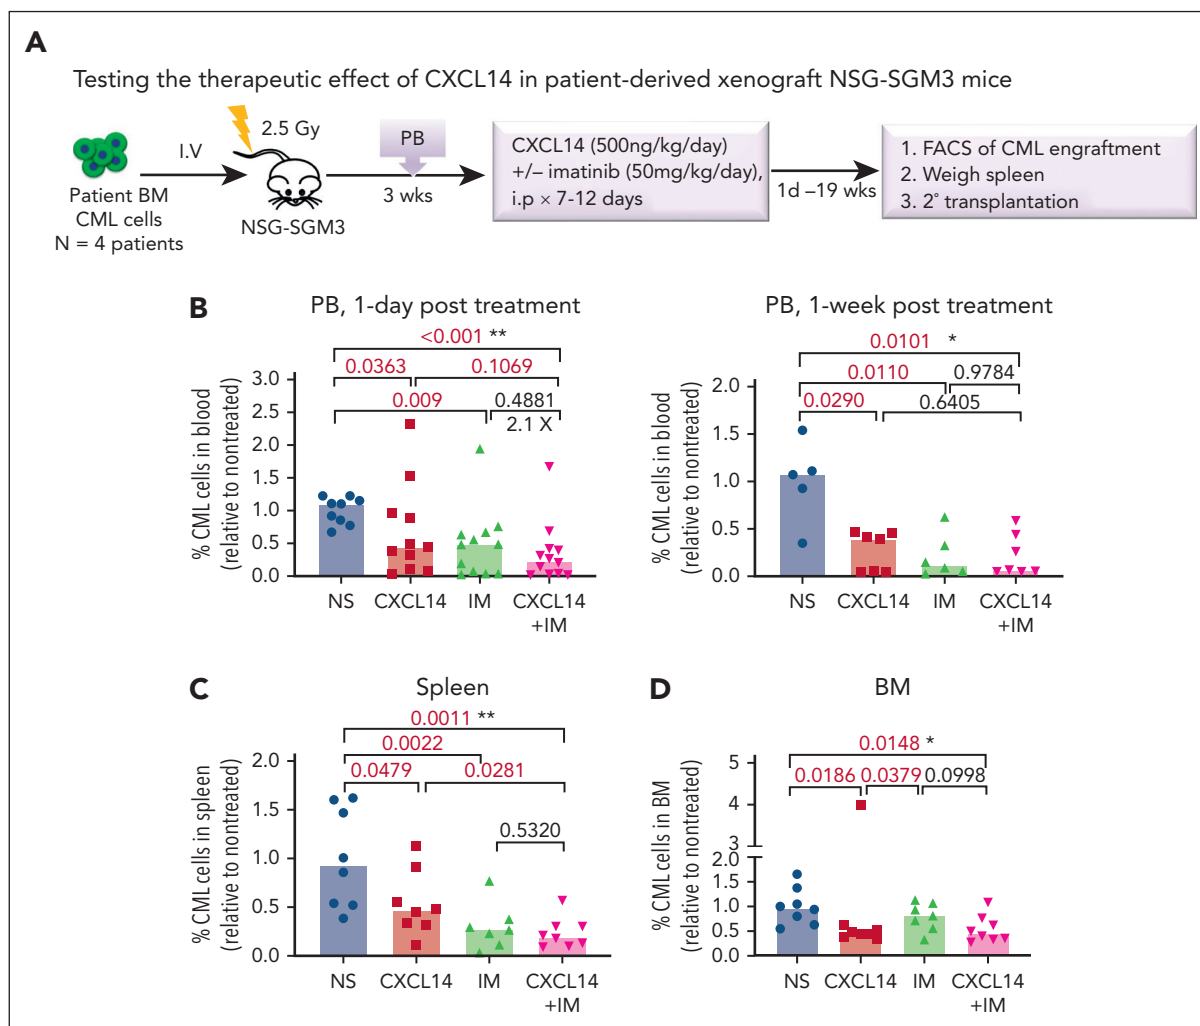 A
Testing the therapeutic effect of CXCL14 in patient-derived xenograft NSG-SGM3 mice
Patient BM
CML cells
N = 4 patients
I.V
2.5 Gy
NSG-SGM3
PB
3 wks
CXCL14 (500ng/kg/day)
+/– imatinib (50mg/kg/day),
i.p × 7-12 days
1d –19 wks
1. FACS of CML engraftment
2. Weigh spleen
3. 2° transplantation
B
PB, 1-day post treatment
<0.001 **
0.0363
0.1069
0.009
0.4881
2.1 X
% CML cells in blood
(relative to nontreated)
3.0
2.5
2.0
1.5
1.0
0.5
0.0
NS
CXCL14
IM
CXCL14
+IM
PB, 1-week post treatment
0.0101 *
0.0110
0.9784
0.0290
0.6405
% CML cells in blood
(relative to nontreated)
2.0
1.5
1.0
0.5
0.0
NS
CXCL14
IM
CXCL14
+IM
C
Spleen
0.0011 **
0.0022
0.0479
0.0281
0.5320
% CML cells in spleen
(relative to nontreated)
2.0
1.5
1.0
0.5
0.0
NS
CXCL14
IM
CXCL14
+IM
D
BM
0.0148 *
0.0186
0.0379
0.0998
% CML cells in BM
(relative to nontreated)
5
4
3
2.0
1.5
1.0
0.5
0.0
NS
CXCL14
IM
CXCL14
+IM